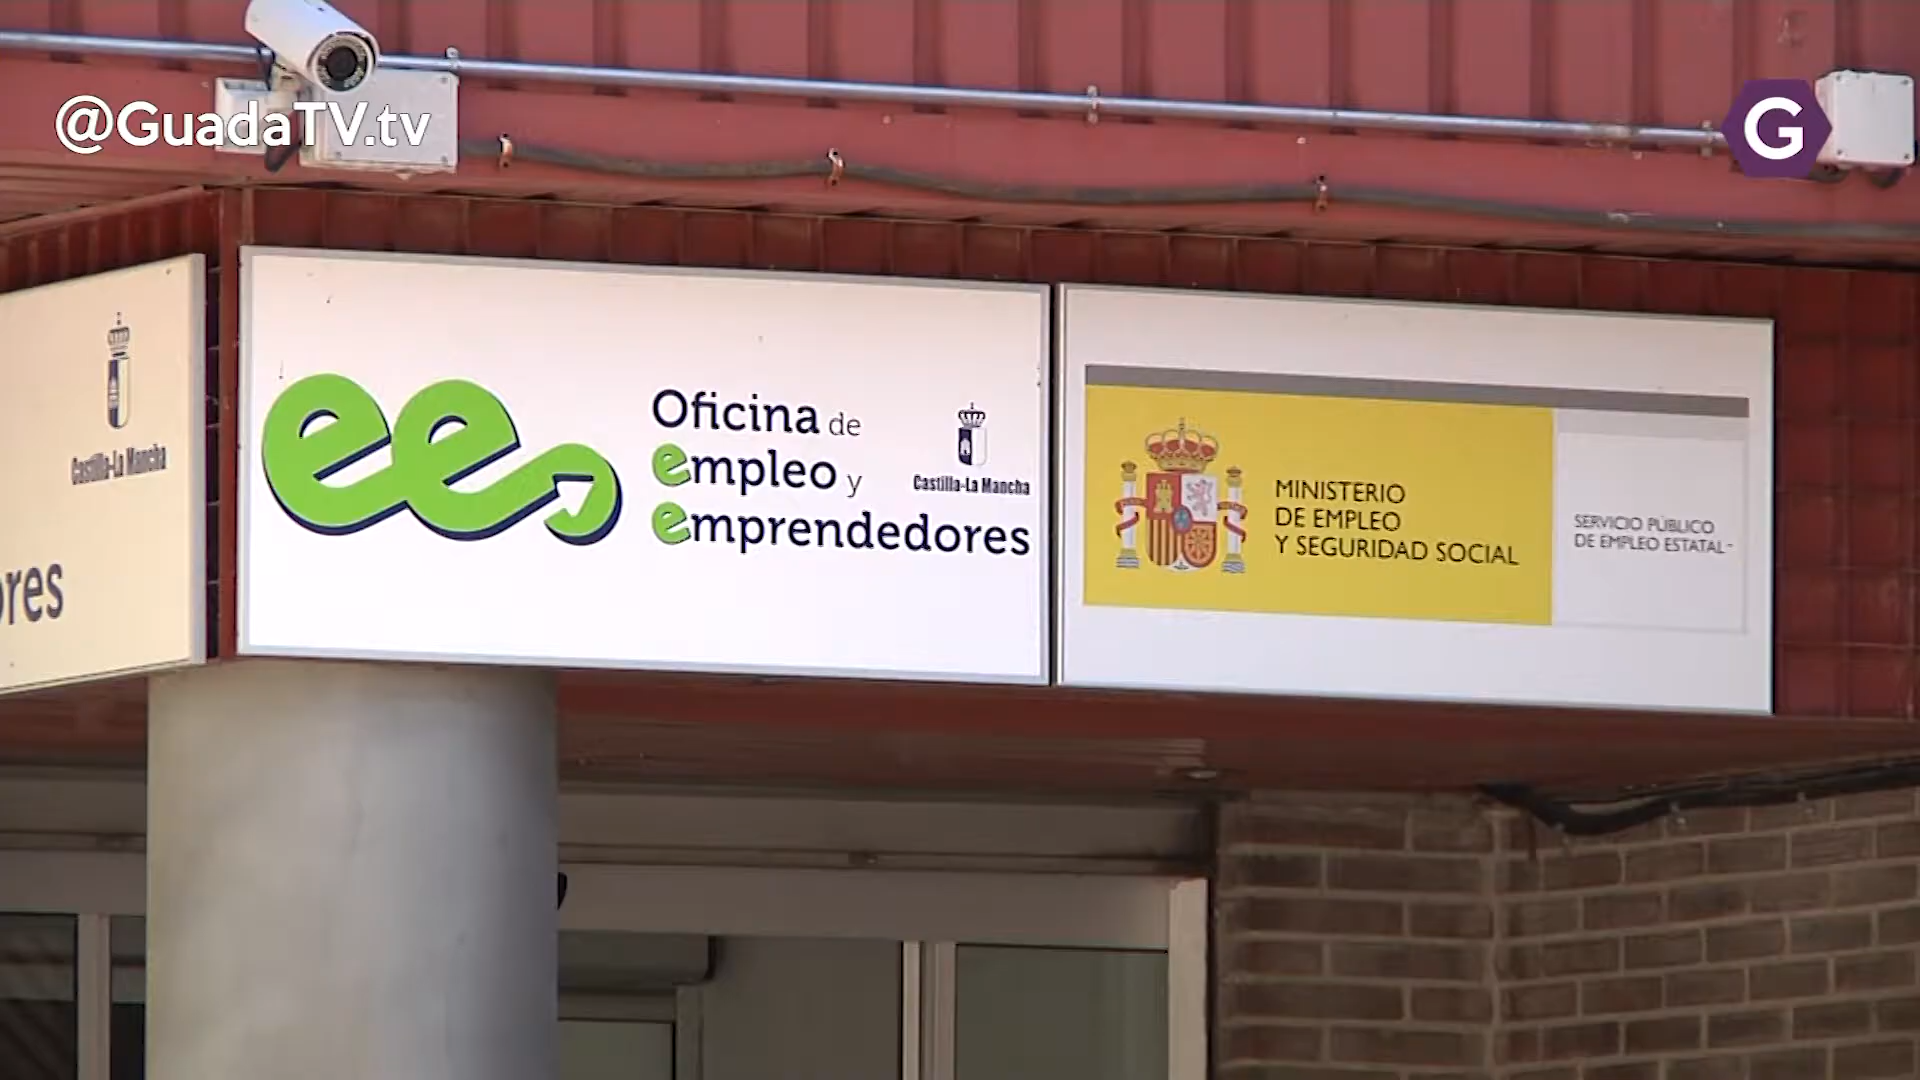 @GuadaTV.tv
G
Castilla-La Mancha
ores
ee
Oficina de
empleo y
emprendedores
Castilla-La Mancha
MINISTERIO
DE EMPLEO
Y SEGURIDAD SOCIAL
SERVICIO PÚBLICO
DE EMPLEO ESTATAL